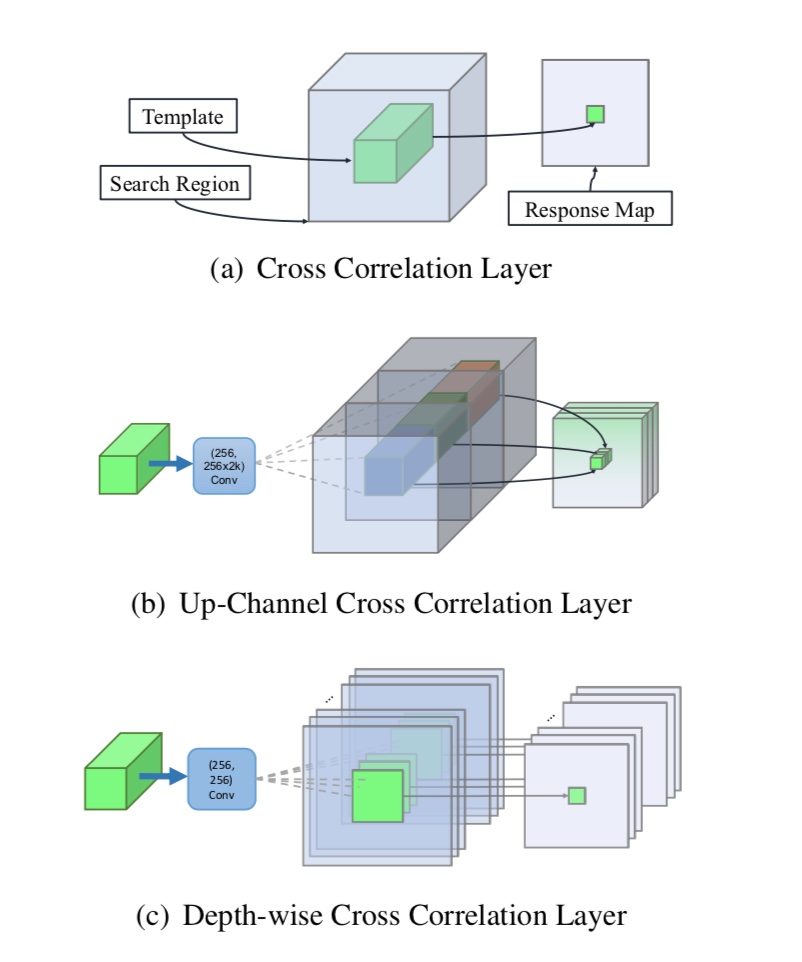 Template
Search Region
Response Map
(a) Cross Correlation Layer
(256,
256x2k)
Conv
(b) Up-Channel Cross Correlation Layer
...
(256,
256)
Conv
...
(c) Depth-wise Cross Correlation Layer